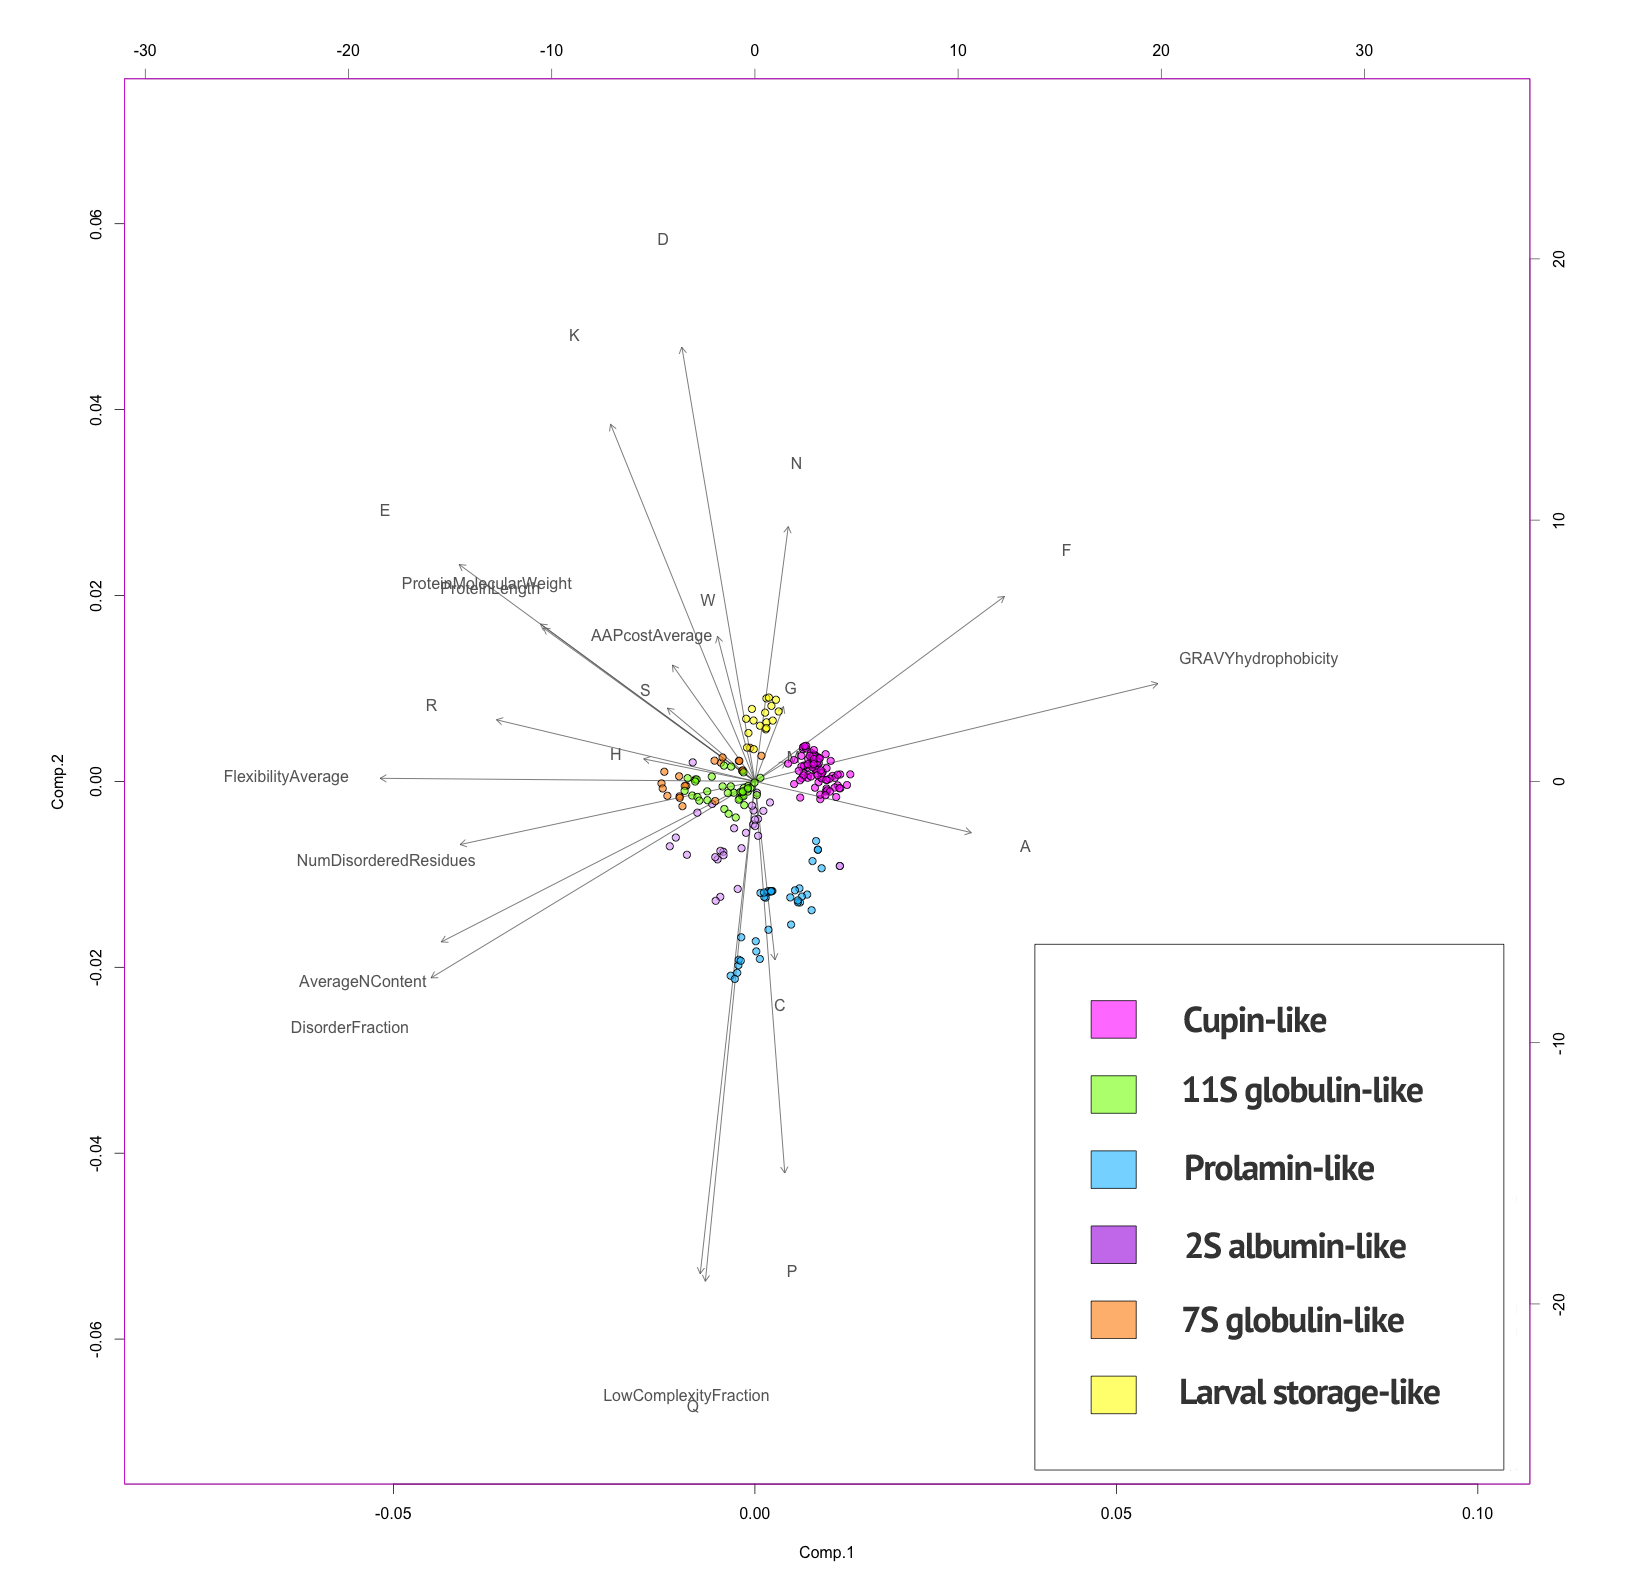 -30 -20 -10 0 10 20 30
D
0.06
20
K
0.04
N
E
10
F
ProteinMolecularWeight
ProteinLength
0.02
W
AAPcostAverage
GRAVYhydrophobicity
S
G
R
H
M
FlexibilityAverage
Comp.2
0.00
0
A
NumDisorderedResidues
-0.02
AverageNContent
C
DisorderFraction
Cupin-like
-10
11S globulin-like
-0.04
Prolamin-like
2S albumin-like
P
-20
7S globulin-like
-0.06
LowComplexityFraction
Q
Larval storage-like
-0.05 0.00 0.05 0.10
Comp.1